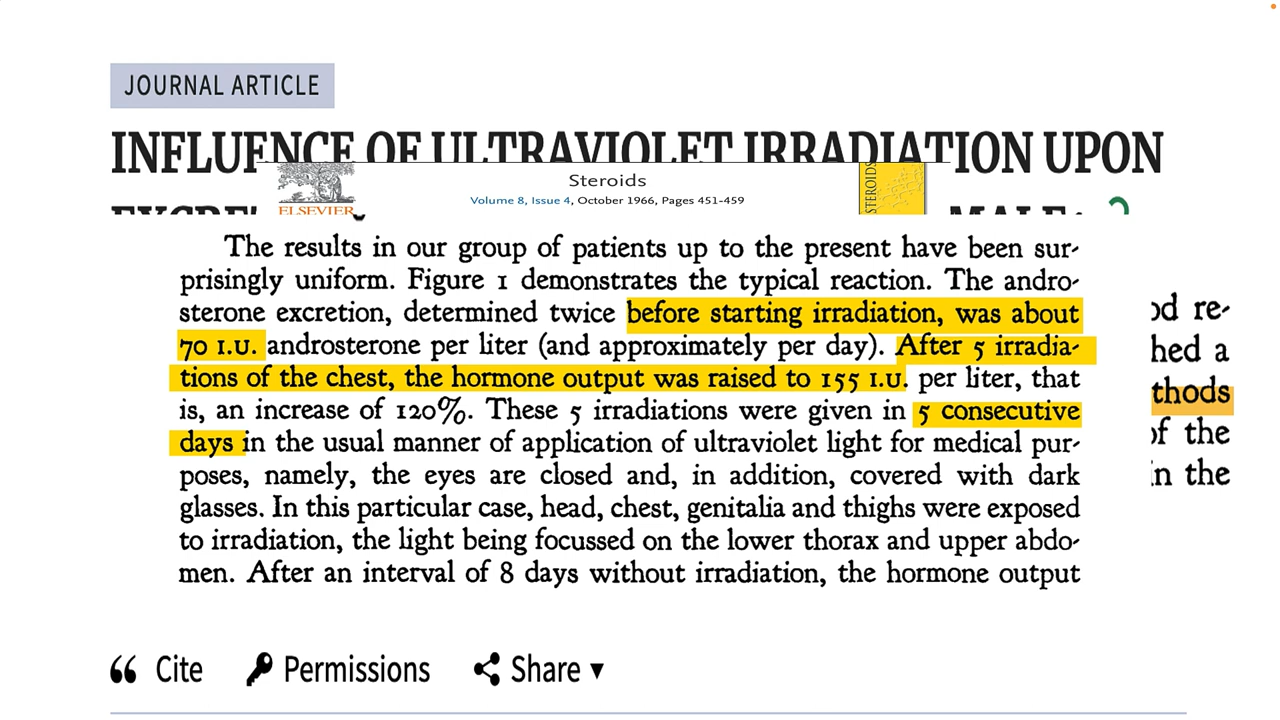 JOURNAL ARTICLE
INFLUENCE OF ULTRAVIOLET IRRADIATION UPON
Steroids
STEROIDS
Volume 8, Issue 4, October 1966, Pages 451-459
ELSEVIER
The results in our group of patients up to the present have been sur-
prisingly uniform. Figure 1 demonstrates the typical reaction. The andro-
sterone excretion, determined twice before starting irradiation, was about
70 I.U. androsterone per liter (and approximately per day). After 5 irradia-
tions of the chest, the hormone output was raised to 155 I.U. per liter, that
is, an increase of 120%. These 5 irradiations were given in 5 consecutive
days in the usual manner of application of ultraviolet light for medical pur-
poses, namely, the eyes are closed and, in addition, covered with dark
glasses. In this particular case, head, chest, genitalia and thighs were exposed
to irradiation, the light being focussed on the lower thorax and upper abdo-
men. After an interval of 8 days without irradiation, the hormone output
re-
a
of the
in the
Cite Permissions Share